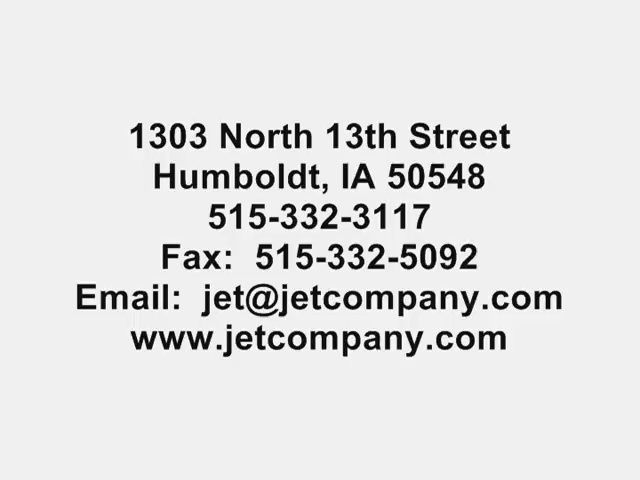 1303 North 13th Street
Humboldt, IA 50548
515-332-3117
Fax:  515-332-5092
Email:  jet@jetcompany.com
www.jetcompany.com